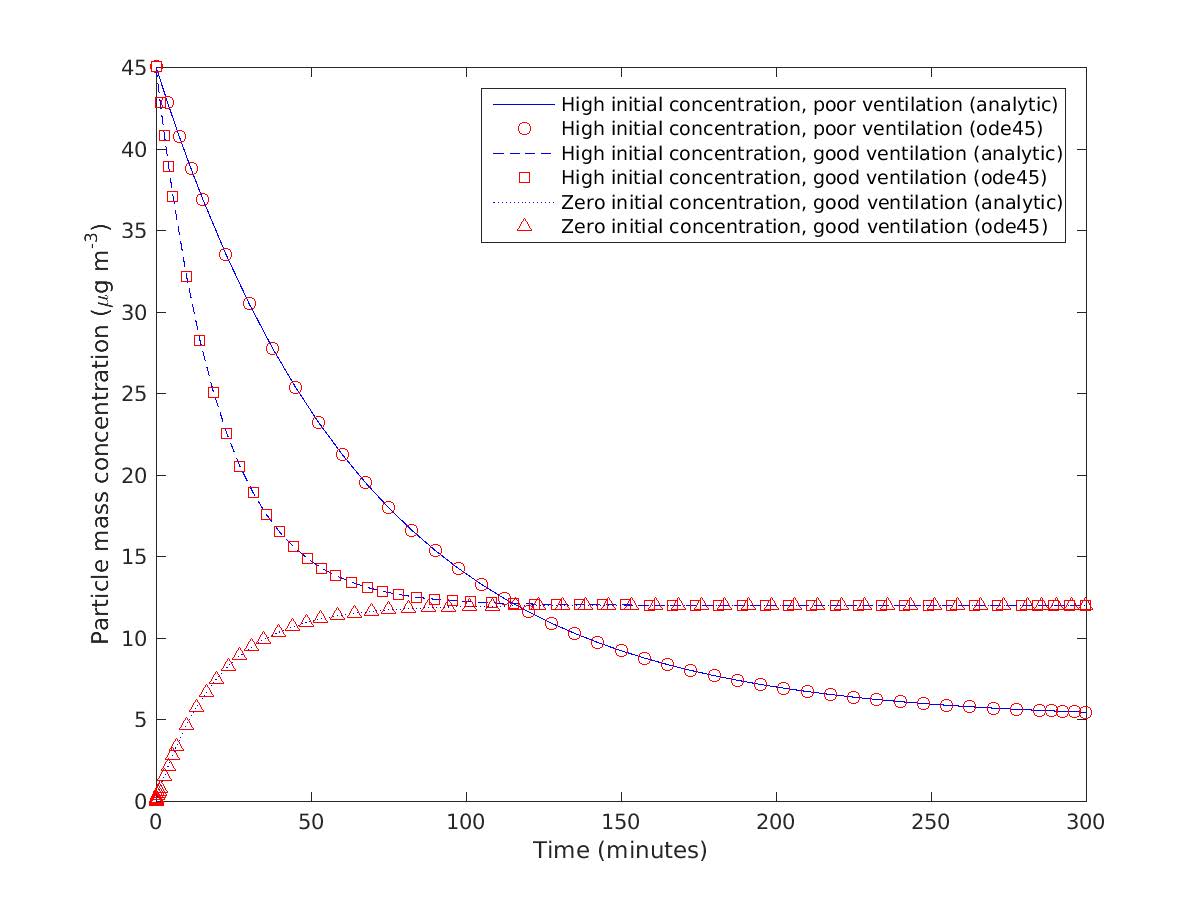 45
40
35
30
25
20
15
10
5
0
Particle mass concentration (μg m⁻³)
High initial concentration, poor ventilation (analytic)
High initial concentration, poor ventilation (ode45)
High initial concentration, good ventilation (analytic)
High initial concentration, good ventilation (ode45)
Zero initial concentration, good ventilation (analytic)
Zero initial concentration, good ventilation (ode45)
0 50 100 150 200 250 300
Time (minutes)